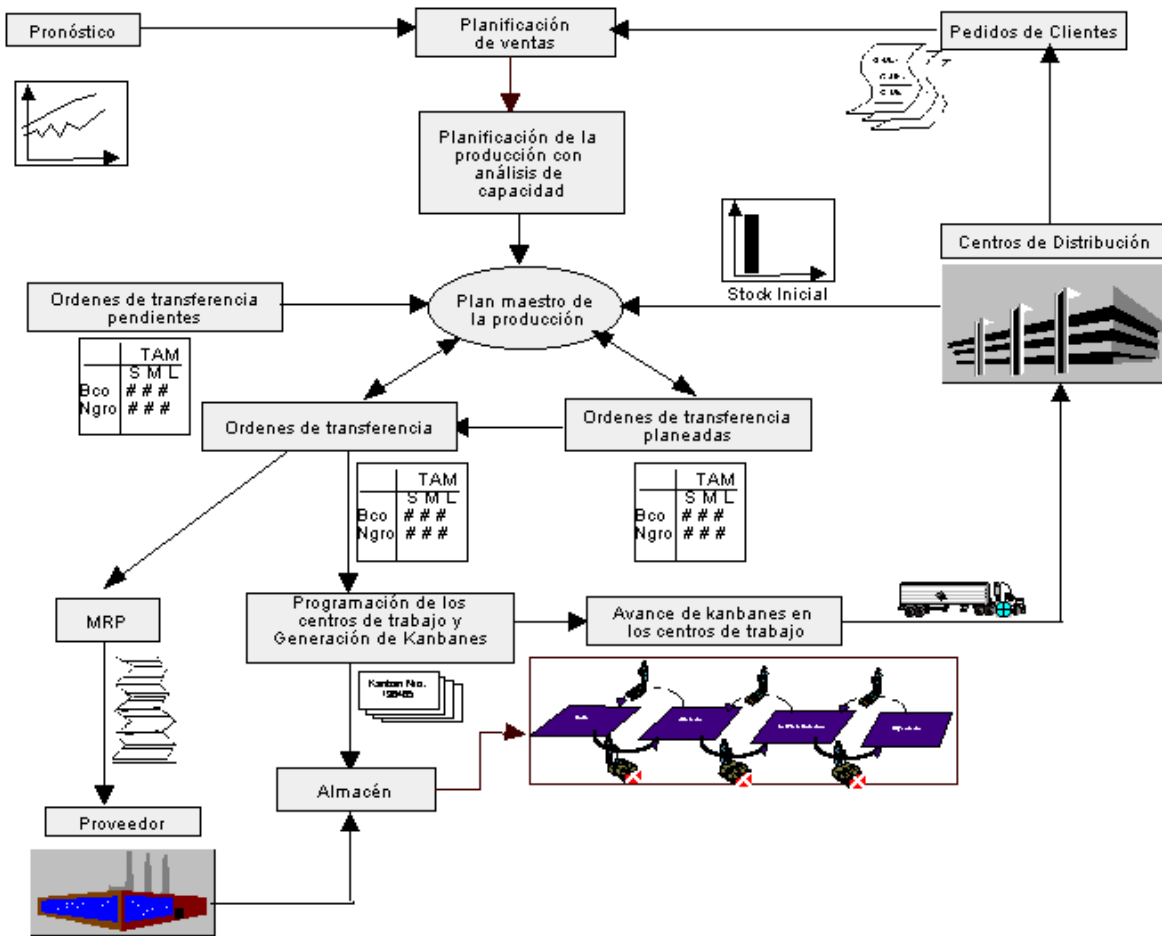 Pronóstico
Planificación
de ventas
Pedidos de Clientes
Planificación de la
producción con
análisis de
capacidad
Centros de Distribución
Stock Inicial
Ordenes de transferencia
pendientes
Plan maestro de
la producción
TAM
S M L
Bco # # #
Ngro # # #
Ordenes de transferencia
Ordenes de transferencia
planeadas
TAM
S M L
Bco # # #
Ngro # # #
TAM
S M L
Bco # # #
Ngro # # #
MRP
Programación de los
centros de trabajo y
Generación de Kanbanes
Avance de kanbanes en
los centros de trabajo
Kanban Nro.
Almacén
Proveedor